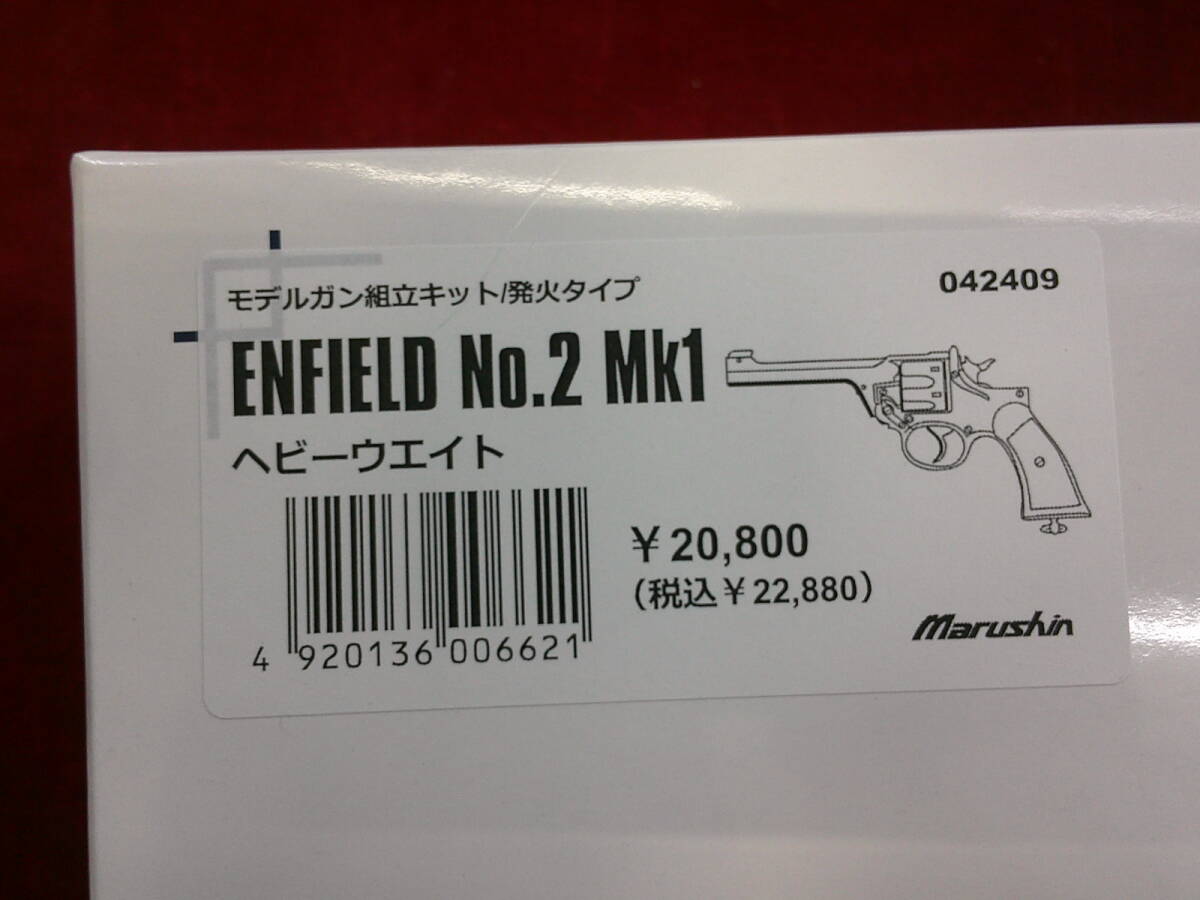 モデルガン組立キット/発火タイプ
042409
ENFIELD No.2 Mk1
ヘビーウエイト
¥20,800
(税込¥22,880)
4 920136 006621
Marushin